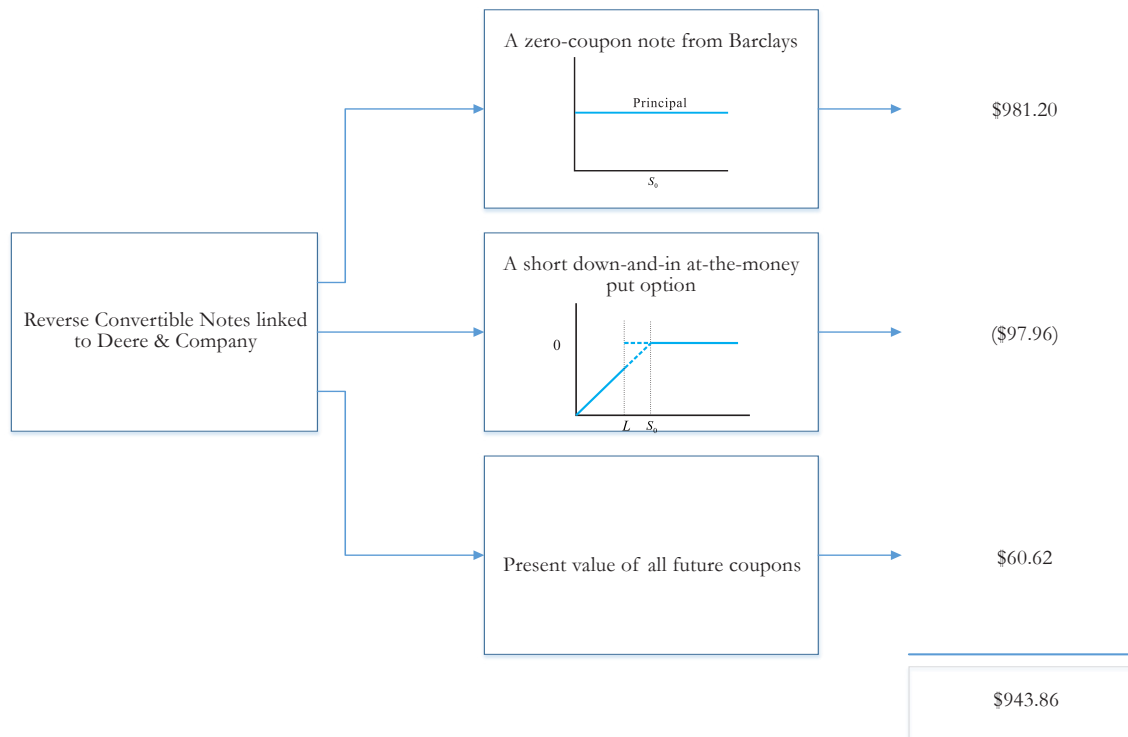 A zero-coupon note from Barclays
Principal
S₀
$981.20
Reverse Convertible Notes linked
to Deere & Company
A short down-and-in at-the-money
put option
0
L S₀
($97.96)
Present value of all future coupons
$60.62
$943.86